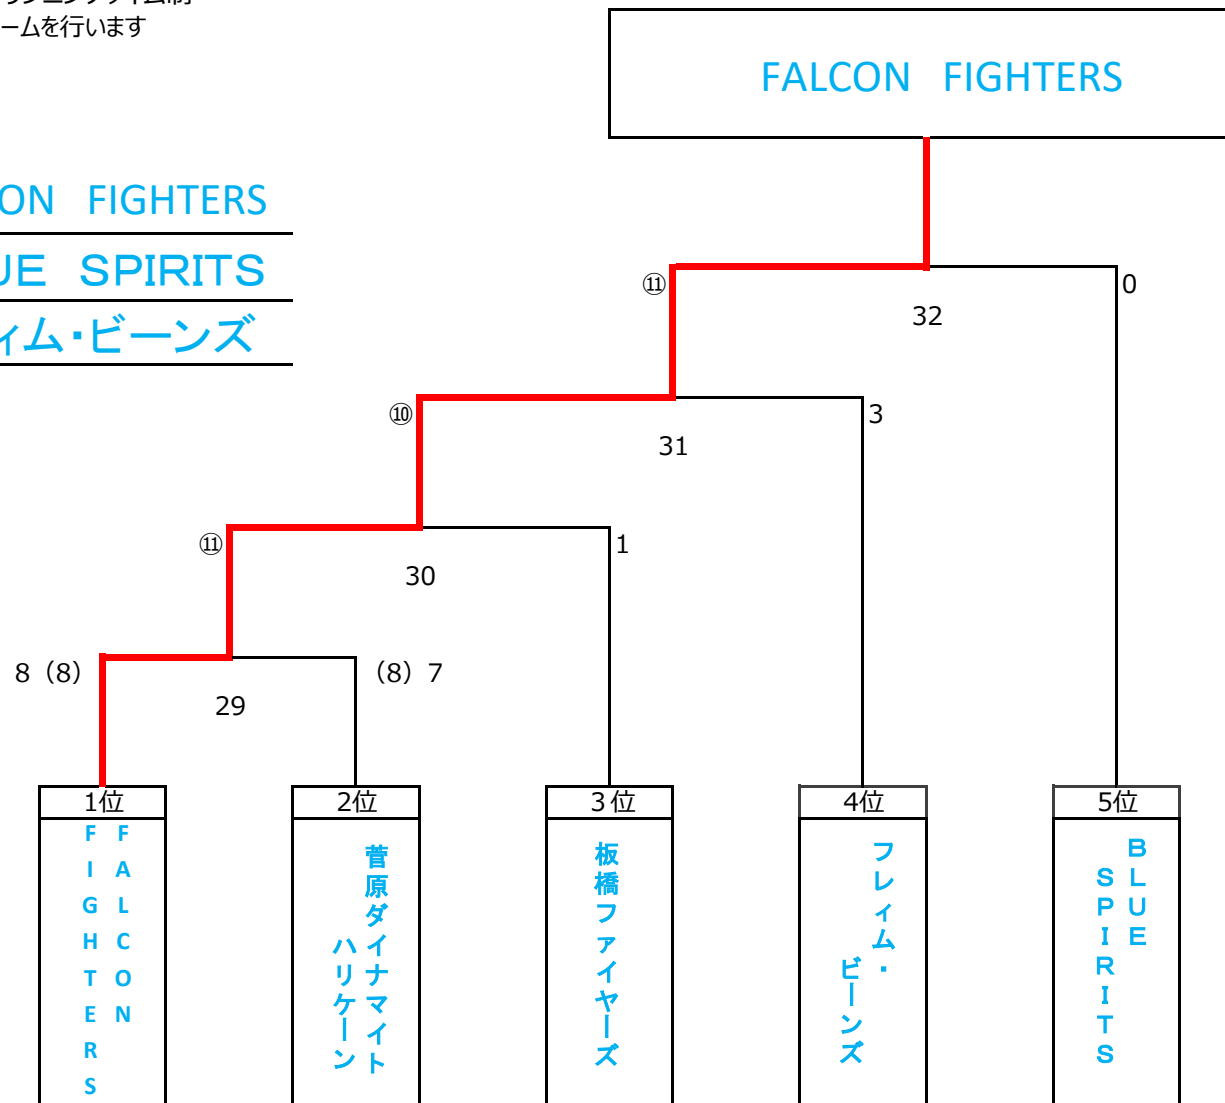 ームを行います
FALCON FIGHTERS
ON FIGHTERS
UE SPIRITS
ィム・ビーンズ
⑪
0
32
⑩
3
31
⑪
1
30
8（8）
（8）7
29
1位
2位
３位
4位
5位
FALCON
FIGHTERS
菅原ダイナマイト
ハリケーン
板橋ファイヤーズ
フレィム・
ビーンズ
BLUE
SPIRITS